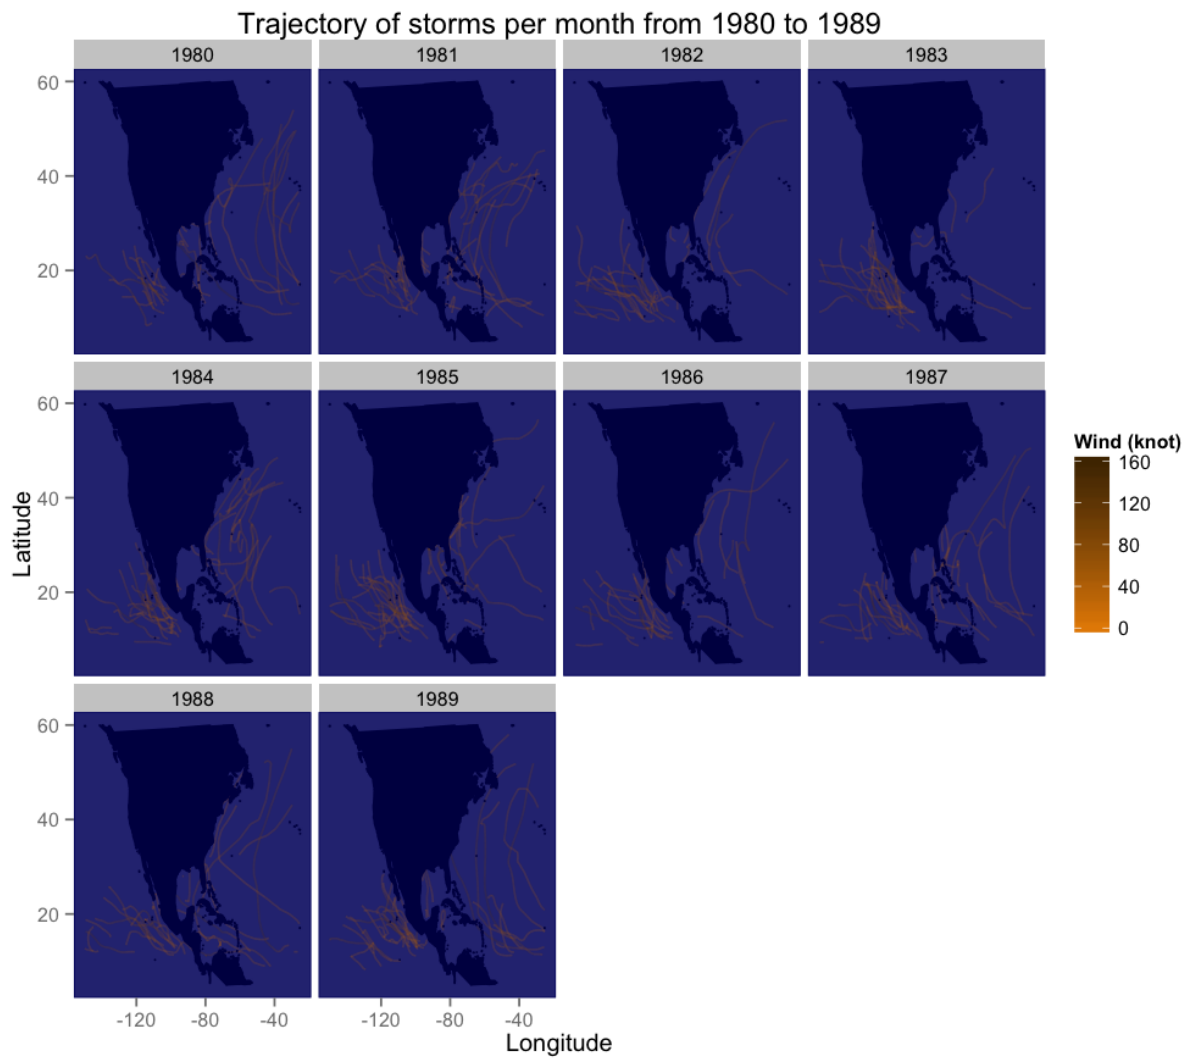 Trajectory of storms per month from 1980 to 1989
1980 1981 1982 1983
60
40
20
1984 1985 1986 1987
60
40
20
Latitude
Wind (knot)
160
120
80
40
0
1988 1989
60
40
20
-120 -80 -40 -120 -80 -40
Longitude